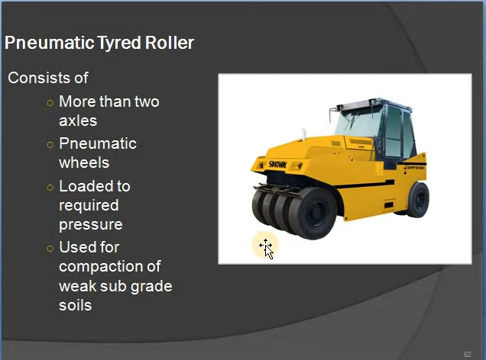 Pneumatic Tyred Roller
Consists of
More than two
axles
Pneumatic
wheels
Loaded to
required
pressure
Used for
compaction of
weak sub grade
soils
62